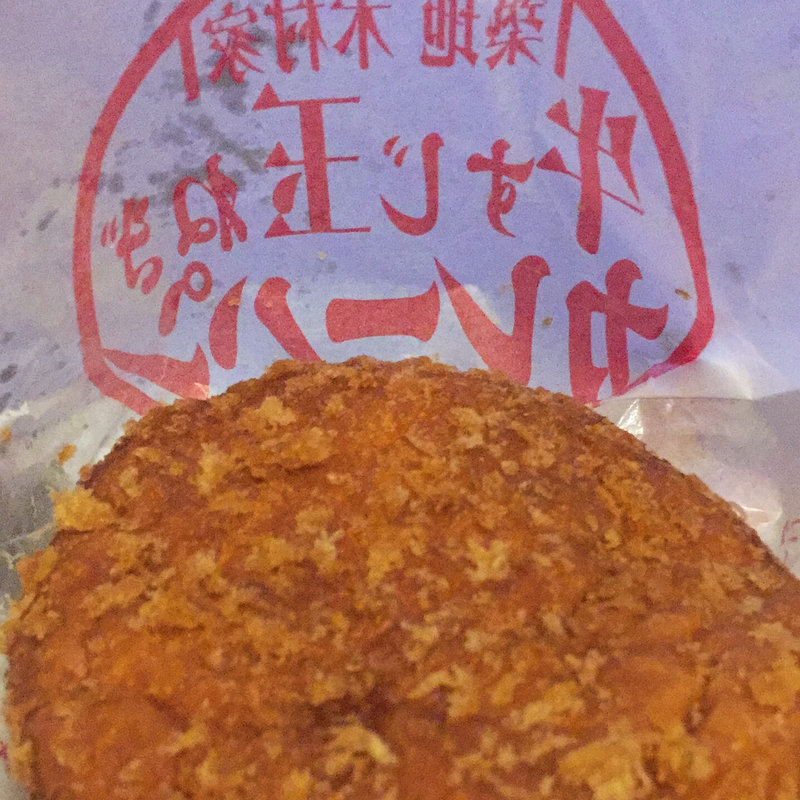 築地 木村家
牛すじ玉ねぎ
カレーパン